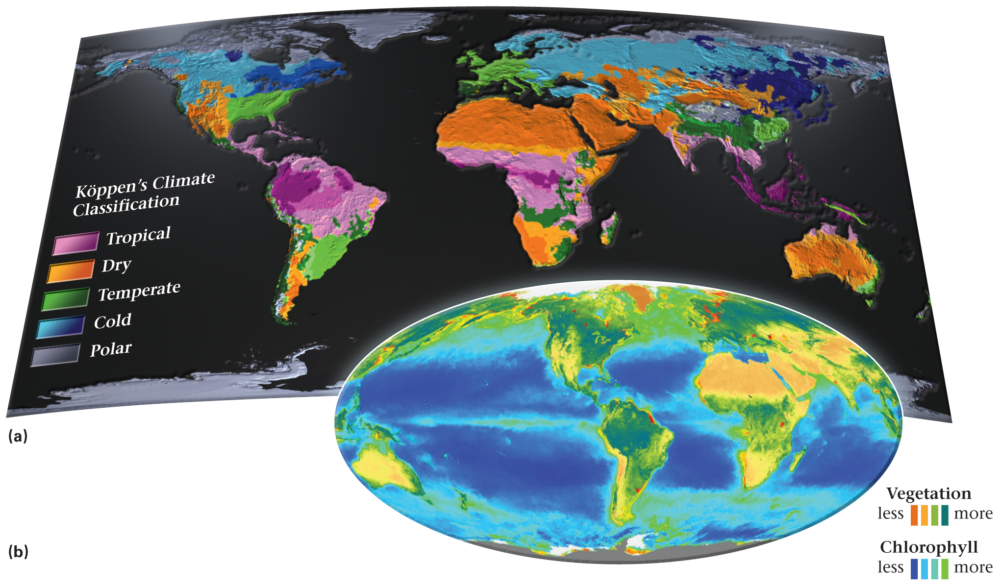 Köppen's Climate
Classification
Tropical
Dry
Temperate
Cold
Polar
(a)
(b)
Vegetation
less more
Chlorophyll
less more